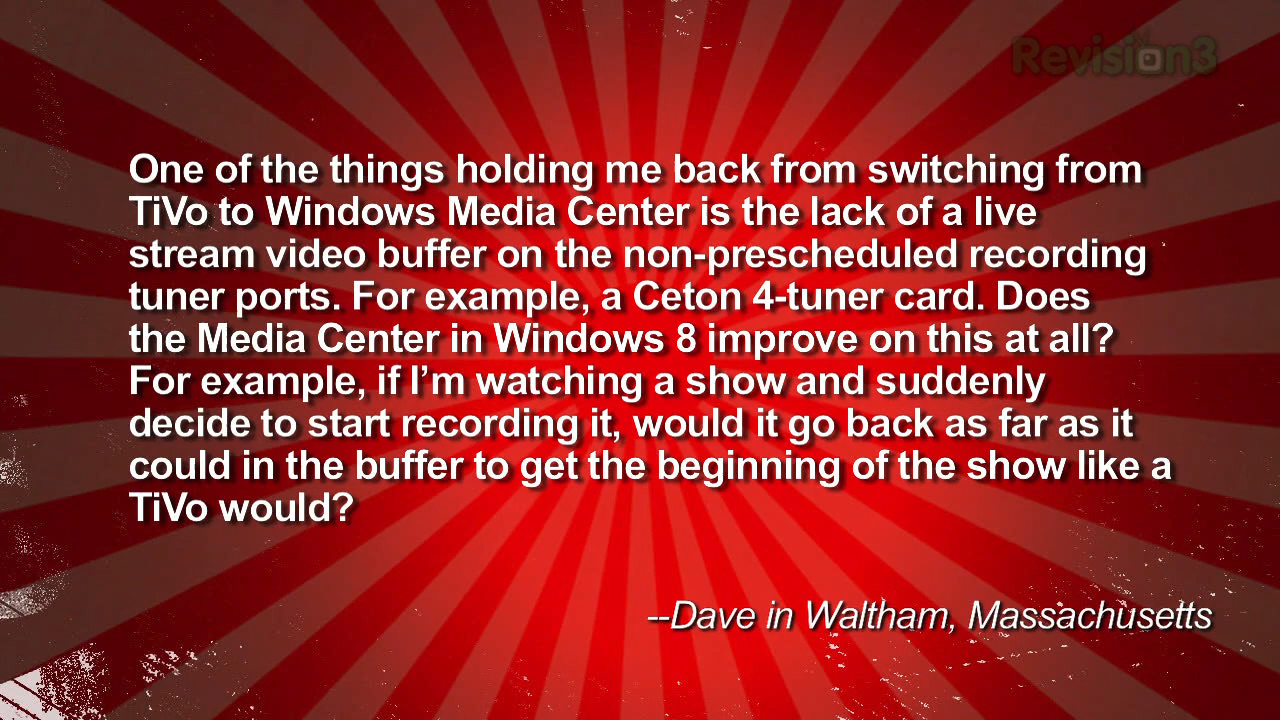 Revision3
One of the things holding me back from switching from
TiVo to Windows Media Center is the lack of a live
stream video buffer on the non-prescheduled recording
tuner ports. For example, a Ceton 4-tuner card. Does
the Media Center in Windows 8 improve on this at all?
For example, if I’m watching a show and suddenly
decide to start recording it, would it go back as far as it
could in the buffer to get the beginning of the show like a
TiVo would?
--Dave in Waltham, Massachusetts